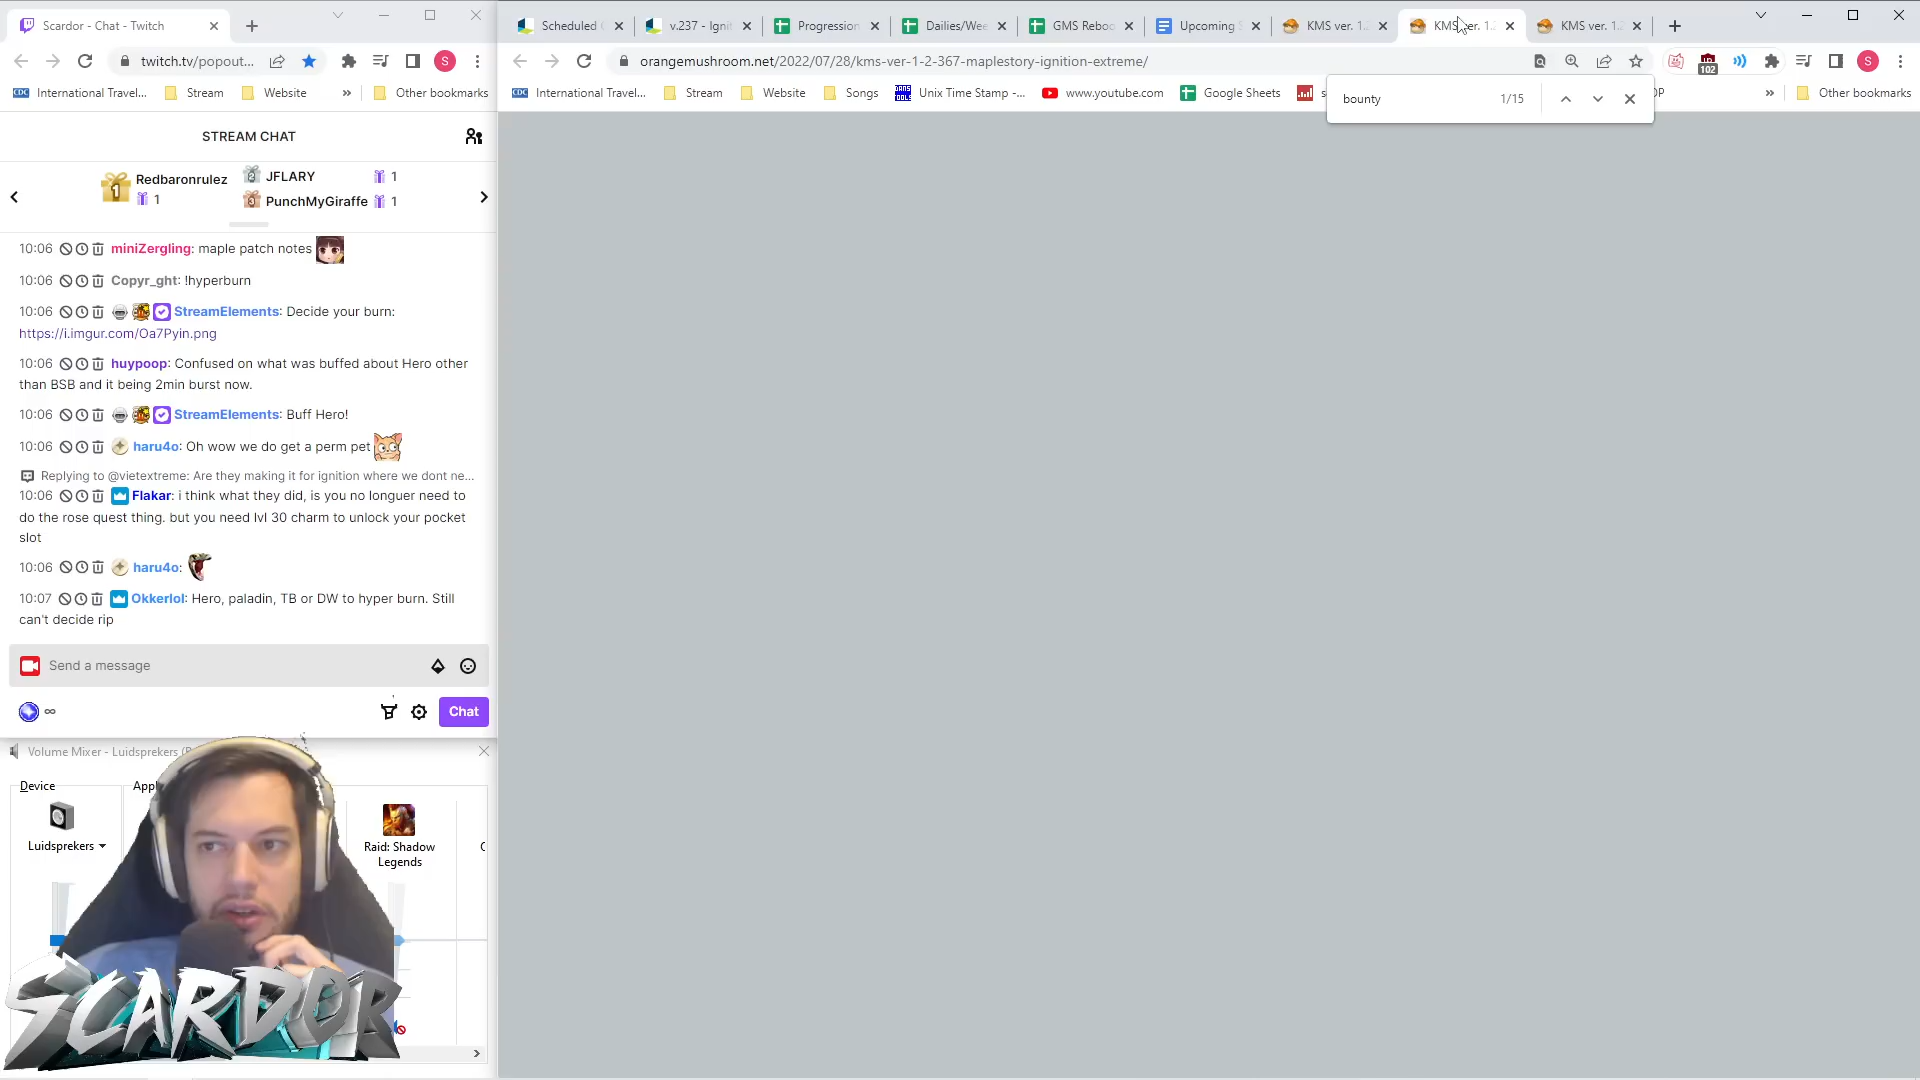 Scardor - Chat - Twitch
Scheduled
v.237 - Igni
Progression
Dailies/Wee
GMS Reboo
Upcoming S
KMS ver. 1.
KMS ver. 1.
KMS ver. 1.
twitch.tv/popout...
S
orangemushroom.net/2022/07/28/kms-ver-1-2-367-maplestory-ignition-extreme/
102
S
CDC International Travel...
Stream
Website
»
Other bookmarks
CDC International Travel...
Stream
Website
Songs
Unix Time Stamp -...
www.youtube.com
Google Sheets
»
Other bookmarks
bounty
1/15
STREAM CHAT
1
Redbaronrulez
1
2
JFLARY
1
3
PunchMyGiraffe
1
10:06 miniZergling: maple patch notes
10:06 Copyr_ght: !hyperburn
10:06 StreamElements: Decide your burn:
https://i.imgur.com/Oa7Pyin.png
10:06 huypoop: Confused on what was buffed about Hero other
than BSB and it being 2min burst now.
10:06 StreamElements: Buff Hero!
10:06 haru4o: Oh wow we do get a perm pet
Replying to @vietextreme: Are they making it for ignition where we dont ne...
10:06 Flakar: i think what they did, is you no longuer need to
do the rose quest thing. but you need lvl 30 charm to unlock your pocket
slot
10:06 haru4o:
10:07 Okkerlol: Hero, paladin, TB or DW to hyper burn. Still
can't decide rip
Send a message
∞
Chat
Volume Mixer - Luidsprekers
Device
Luidsprekers
Raid: Shadow
Legends
SCARDOR